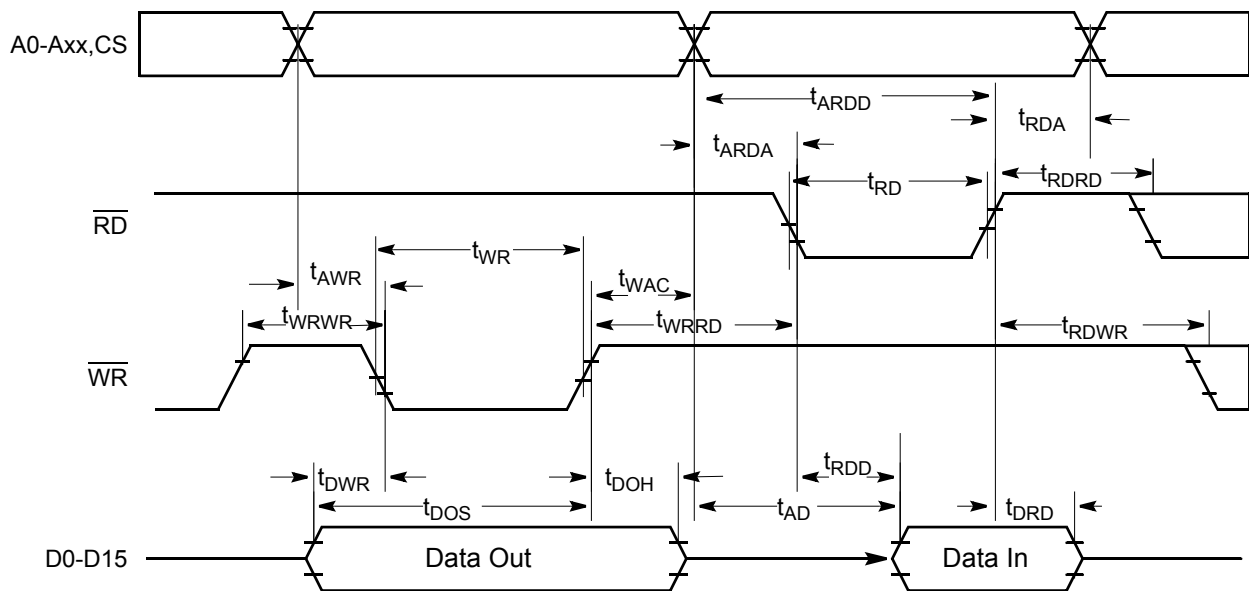 A0-Axx,CS
tARDD
tRDA
tARDA
tRD
tRDRD
RD
tWR
tAWR
tWAC
tWRWR
tWRRD
tRDWR
WR
tRDD
tDWR
tDOH
tDOS
tAD
tDRD
D0-D15
Data Out
Data In